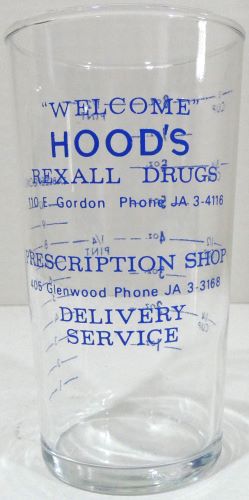 "WELCOME"
HOOD'S
REXALL DRUGS
110 E. Gordon Phone JA 3-4116
PRESCRIPTION SHOP
405 Glenwood Phone JA 3-3168
DELIVERY
SERVICE